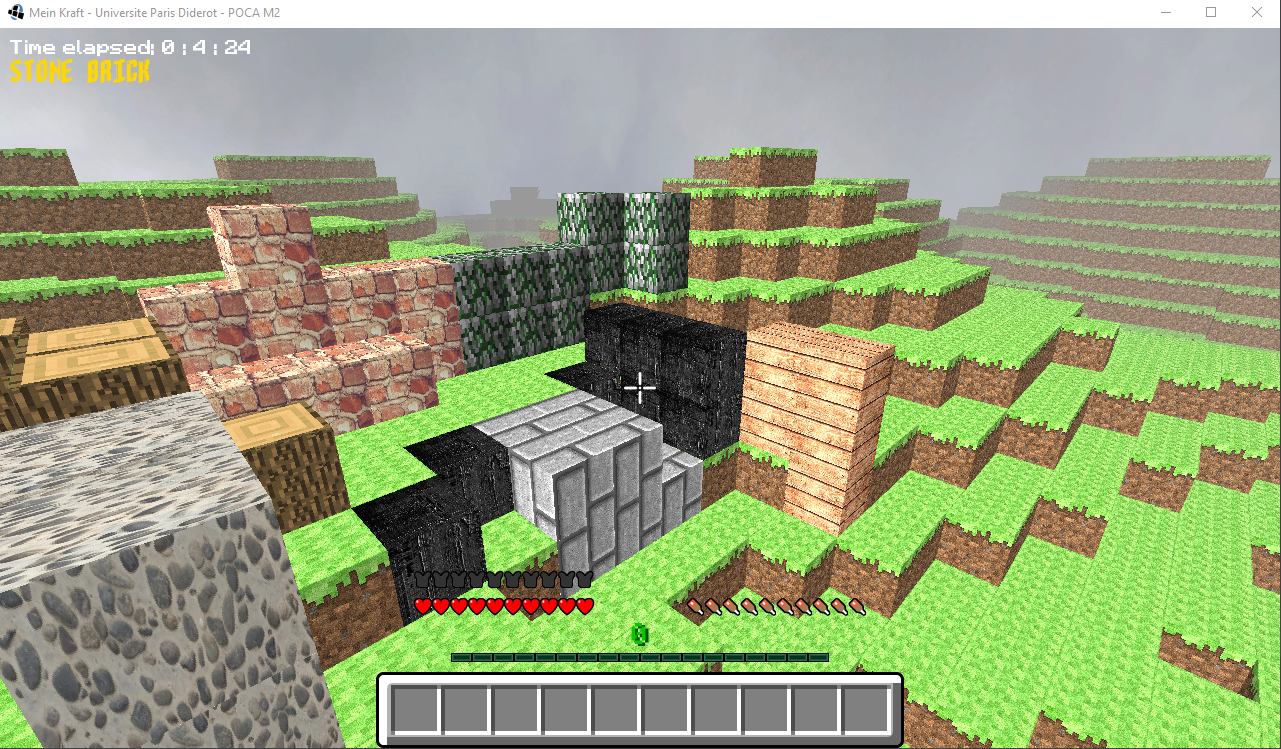 Mein Kraft - Universite Paris Diderot - POCA M2
Time elapsed: 0 : 4 : 24
STONE BRICK
0